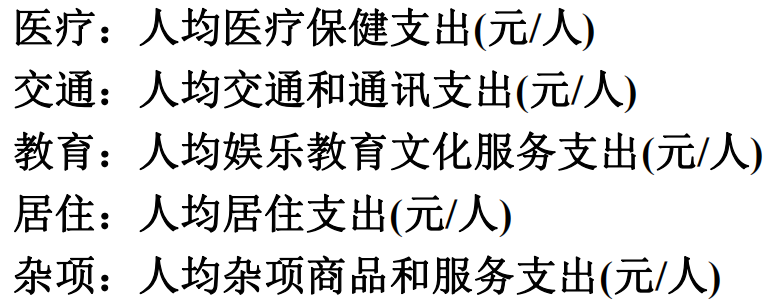 医疗：人均医疗保健支出(元/人)
交通：人均交通和通讯支出(元/人)
教育：人均娱乐教育文化服务支出(元/人)
居住：人均居住支出(元/人)
杂项：人均杂项商品和服务支出(元/人)